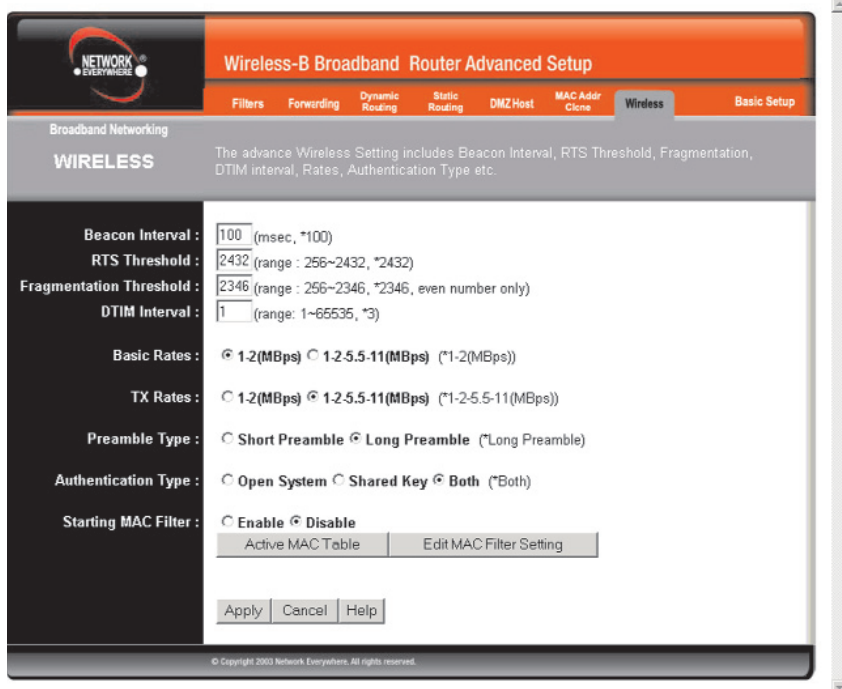 NETWORK
EVERYWHERE
Wireless-B Broadband Router Advanced Setup
Filters Forwarding Dynamic Routing Static Routing DMZ Host MAC Addr Clone Wireless Basic Setup
Broadband Networking
WIRELESS
The advance Wireless Setting includes Beacon Interval, RTS Threshold, Fragmentation,
DTIM interval, Rates, Authentication Type etc.
Beacon Interval : 100 (msec, *100)
RTS Threshold : 2432 (range : 256~2432, *2432)
Fragmentation Threshold : 2346 (range : 256~2346, *2346, even number only)
DTIM Interval : 1 (range: 1~65535, *3)
Basic Rates : 1-2(MBps) 1-2-5.5-11(MBps) (*1-2(MBps))
TX Rates : 1-2(MBps) 1-2-5.5-11(MBps) (*1-2-5.5-11(MBps))
Preamble Type : Short Preamble Long Preamble (*Long Preamble)
Authentication Type : Open System Shared Key Both (*Both)
Starting MAC Filter : Enable Disable
Active MAC Table Edit MAC Filter Setting
Apply Cancel Help
© Copyright 2003 Network Everywhere. All rights reserved.